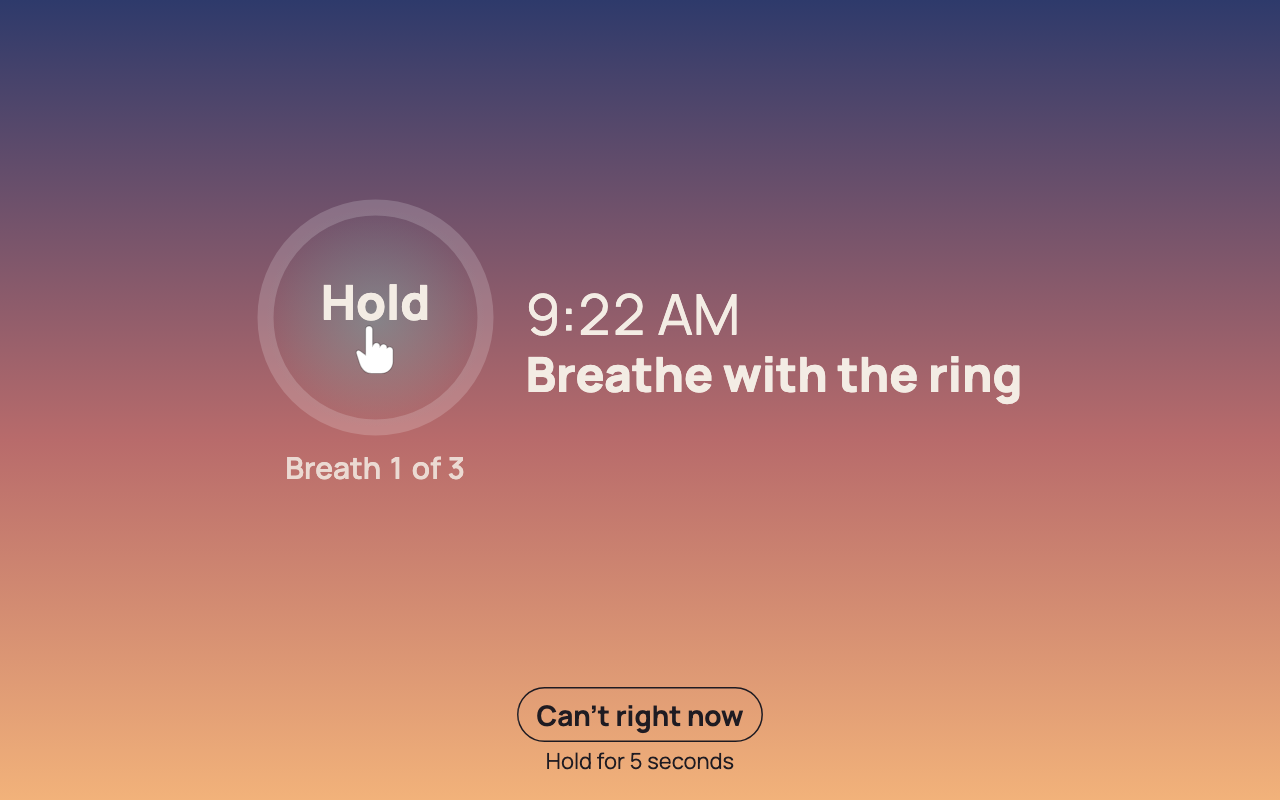 Hold
Breath 1 of 3
9:22 AM
Breathe with the ring
Can’t right now
Hold for 5 seconds